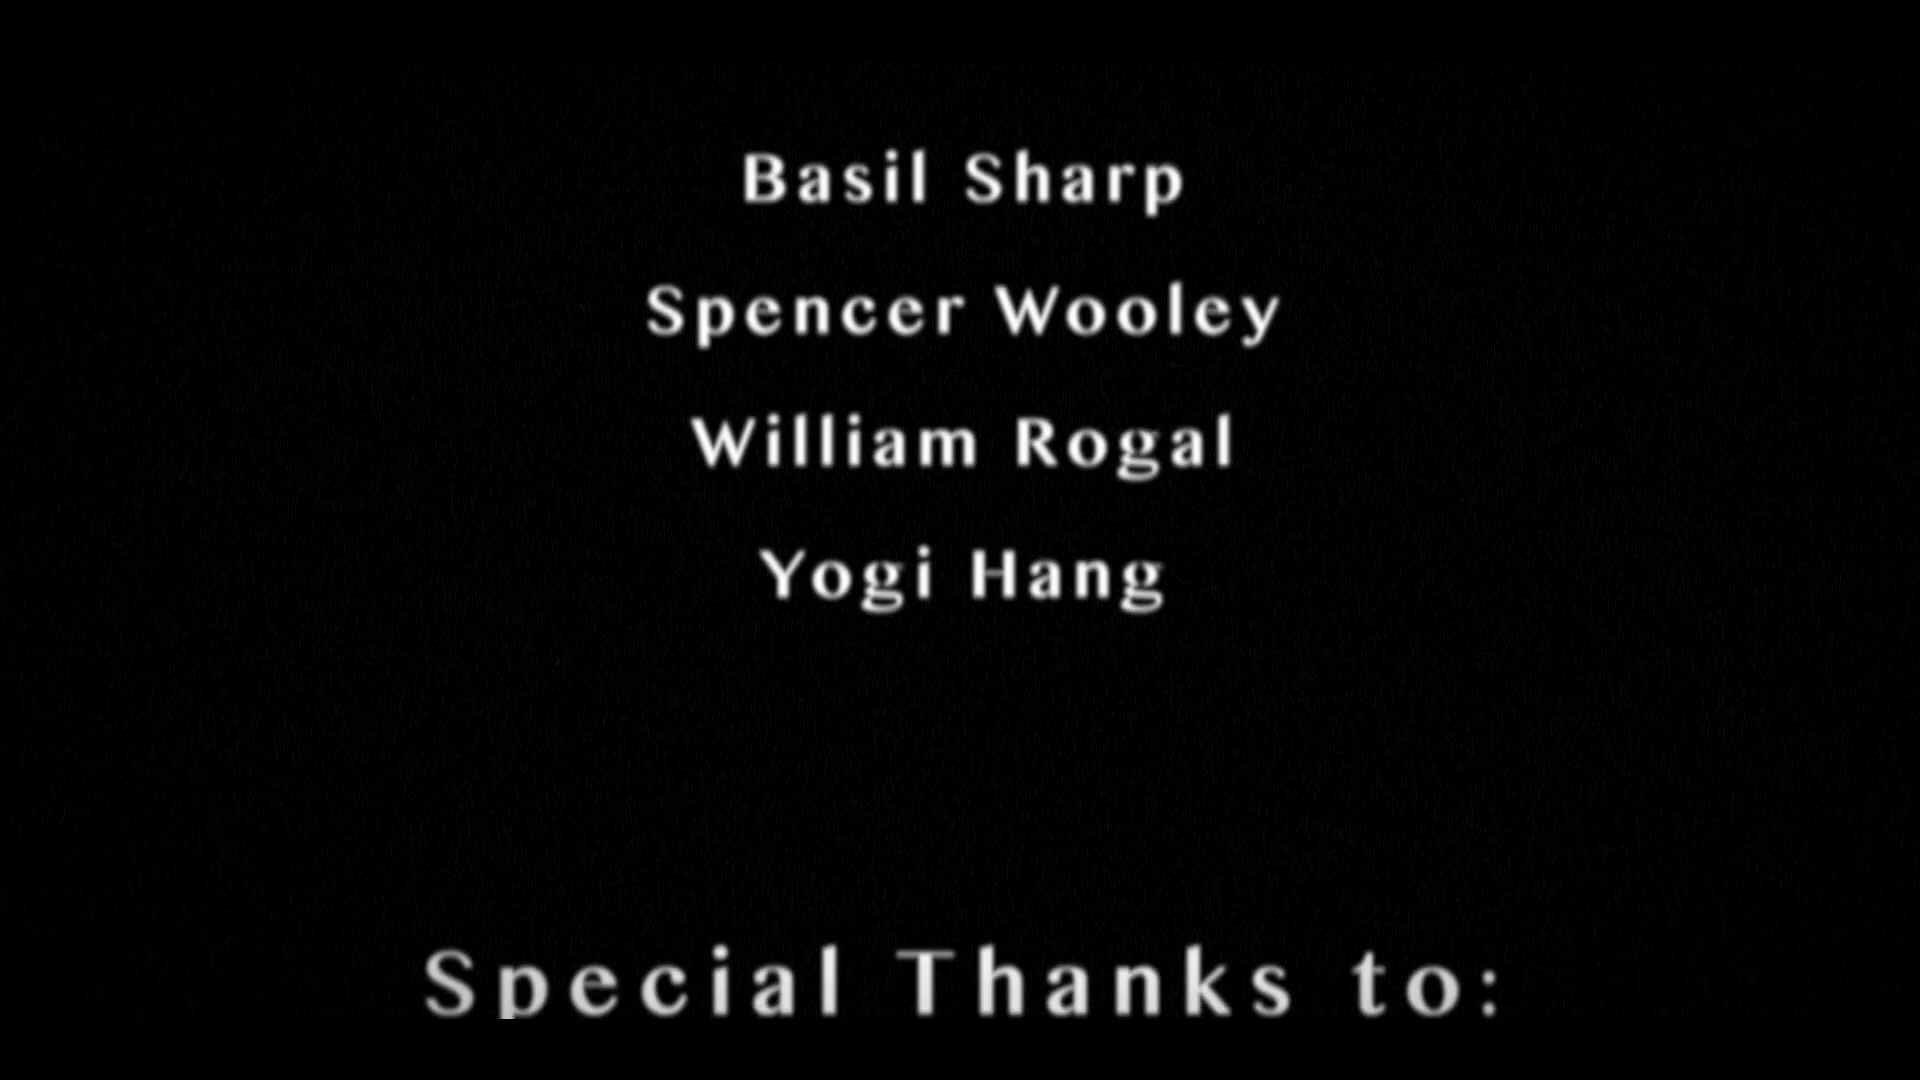 Basil Sharp
Spencer Wooley
William Rogal
Yogi Hang
Special Thanks to: